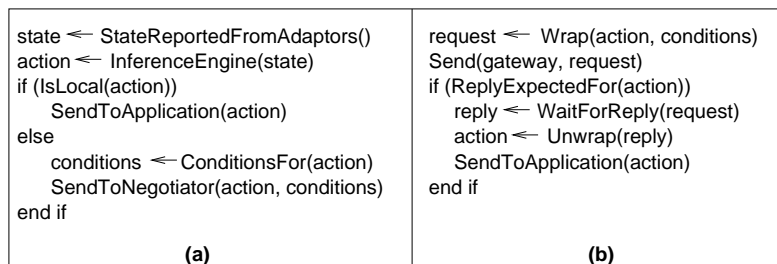 state ← StateReportedFromAdaptors()
action ← InferenceEngine(state)
if (IsLocal(action))
SendToApplication(action)
else
conditions ← ConditionsFor(action)
SendToNegotiator(action, conditions)
end if
(a)
request ← Wrap(action, conditions)
Send(gateway, request)
if (ReplyExpectedFor(action))
reply ← WaitForReply(request)
action ← Unwrap(reply)
SendToApplication(action)
end if
(b)